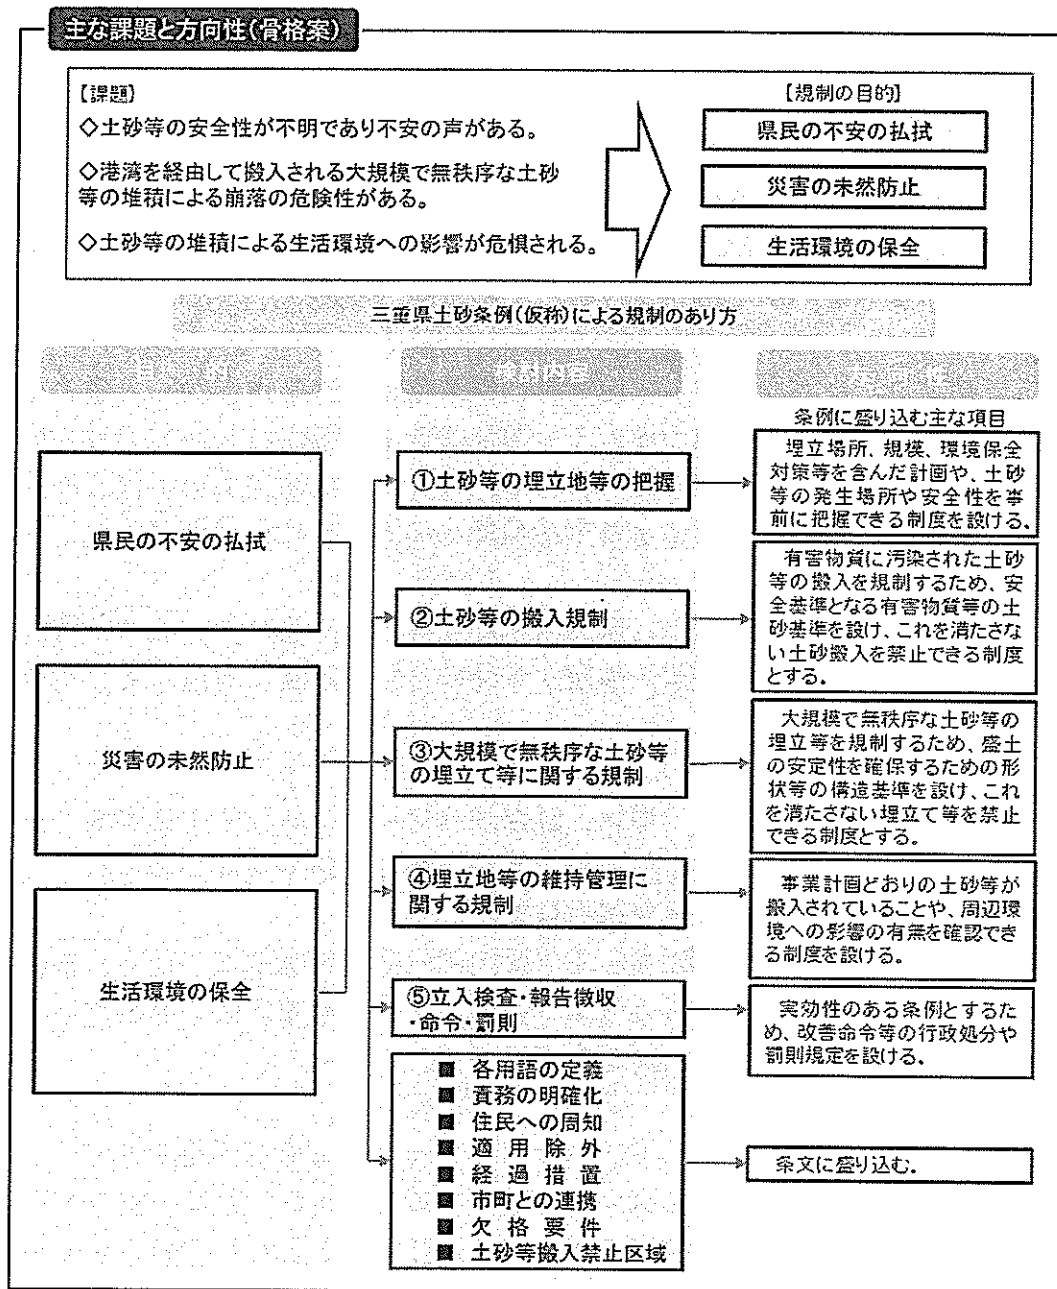 主な課題と方向性(骨格案)
【課題】
◇土砂等の安全性が不明であり不安の声がある。
◇港湾を経由して搬入される大規模で無秩序な土砂
等の堆積による崩落の危険性がある。
◇土砂等の堆積による生活環境への影響が危惧される。
【規制の目的】
県民の不安の払拭
災害の未然防止
生活環境の保全
三重県土砂条例(仮称)による規制のあり方
目 的
県民の不安の払拭
災害の未然防止
生活環境の保全
検討内容
①土砂等の埋立地等の把握
②土砂等の搬入規制
③大規模で無秩序な土砂等
の埋立て等に関する規制
④埋立地等の維持管理に
関する規制
⑤立入検査・報告徴収
・命令・罰則
■ 各用語の定義
■ 責務の明確化
■ 住民への周知
■ 適 用 除 外
■ 経 過 措 置
■ 市町との連携
■ 欠 格 要 件
■ 土砂等搬入禁止区域
方向性
条例に盛り込む主な項目
埋立場所、規模、環境保全
対策等を含んだ計画や、土砂
等の発生場所や安全性を事
前に把握できる制度を設ける。
有害物質に汚染された土砂
等の搬入を規制するため、安
全基準となる有害物質等の土
砂基準を設け、これを満たさな
い土砂搬入を禁止できる制度
とする。
大規模で無秩序な土砂等の
埋立等を規制するため、盛土
の安定性を確保するための形
状等の構造基準を設け、これ
を満たさない埋立て等を禁止
できる制度とする。
事業計画どおりの土砂等が
搬入されていることや、周辺環
境への影響の有無を確認でき
る制度を設ける。
実効性のある条例とするた
め、改善命令等の行政処分や
罰則規定を設ける。
条文に盛り込む。